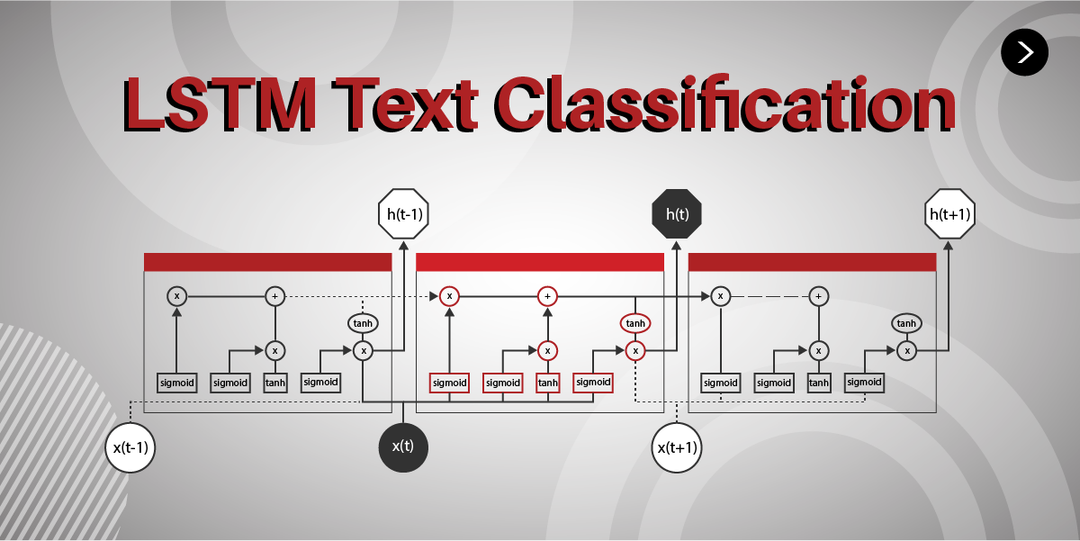 LSTM Text Classification
h(t-1) h(t) h(t+1)
x + x + x +
tanh tanh tanh
x x x x x x
sigmoid sigmoid tanh sigmoid sigmoid sigmoid tanh sigmoid sigmoid sigmoid tanh sigmoid
x(t-1) x(t) x(t+1)